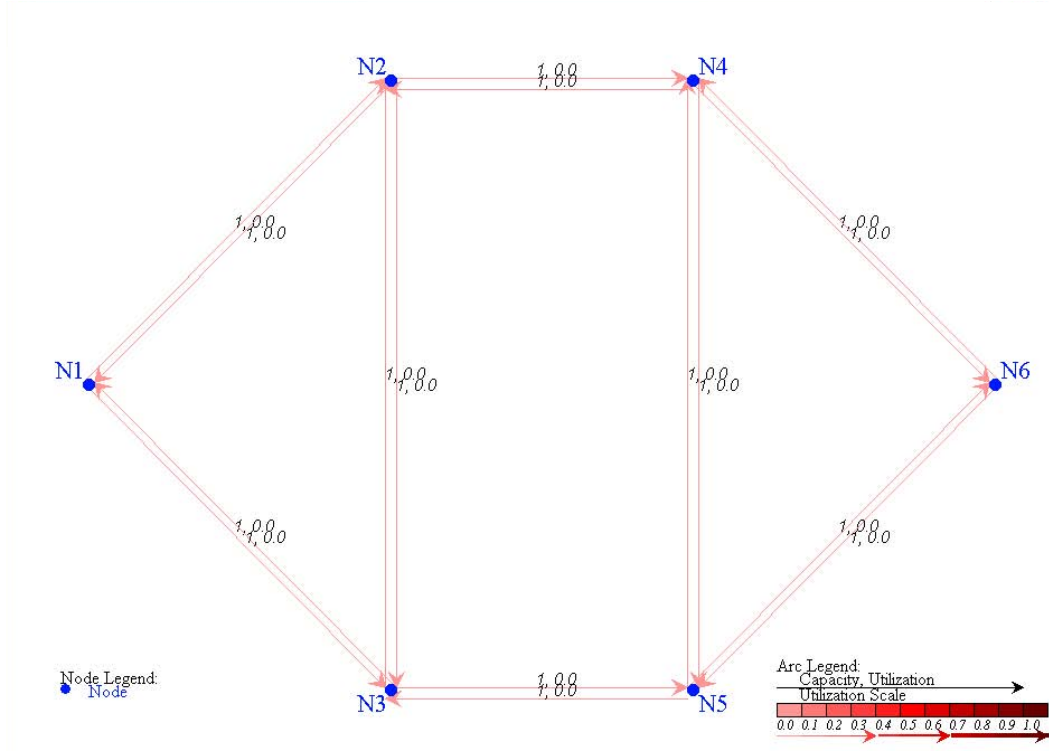 N2
N4
1, 0.0
1, 0.0
1, 0.0
1, 0.0
1, 0.0
1, 0.0
N1
1, 0.0
1, 0.0
1, 0.0
1, 0.0
N6
1, 0.0
1, 0.0
1, 0.0
1, 0.0
1, 0.0
1, 0.0
N3
N5
Node Legend:
Node
Arc Legend:
Capacity, Utilization
Utilization Scale
0.0 0.1 0.2 0.3 0.4 0.5 0.6 0.7 0.8 0.9 1.0